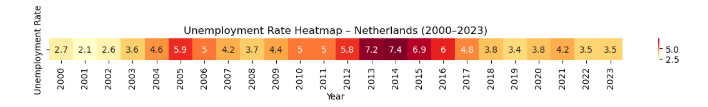 Unemployment Rate Heatmap – Netherlands (2000–2023)
Unemployment Rate
2.7 2.1 2.6 3.6 4.6 5.9 5 4.2 3.7 4.4 5 5 5.8 7.2 7.4 6.9 6 4.8 3.8 3.4 3.8 4.2 3.5 3.5
2000 2001 2002 2003 2004 2005 2006 2007 2008 2009 2010 2011 2012 2013 2014 2015 2016 2017 2018 2019 2020 2021 2022 2023
Year
5.0
2.5